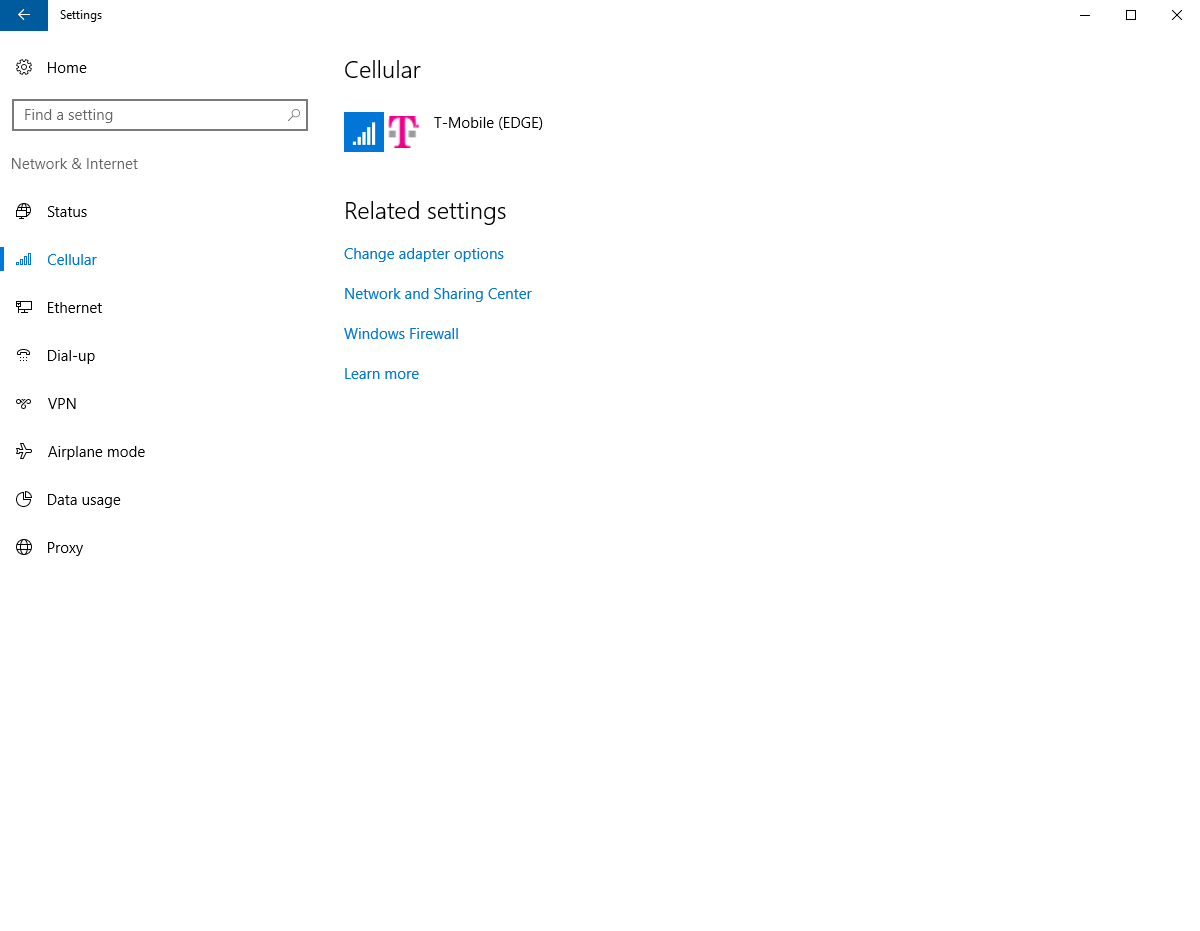 Settings
Home
Find a setting
Network & Internet
Status
Cellular
Ethernet
Dial-up
VPN
Airplane mode
Data usage
Proxy
Cellular
T
T-Mobile (EDGE)
Related settings
Change adapter options
Network and Sharing Center
Windows Firewall
Learn more